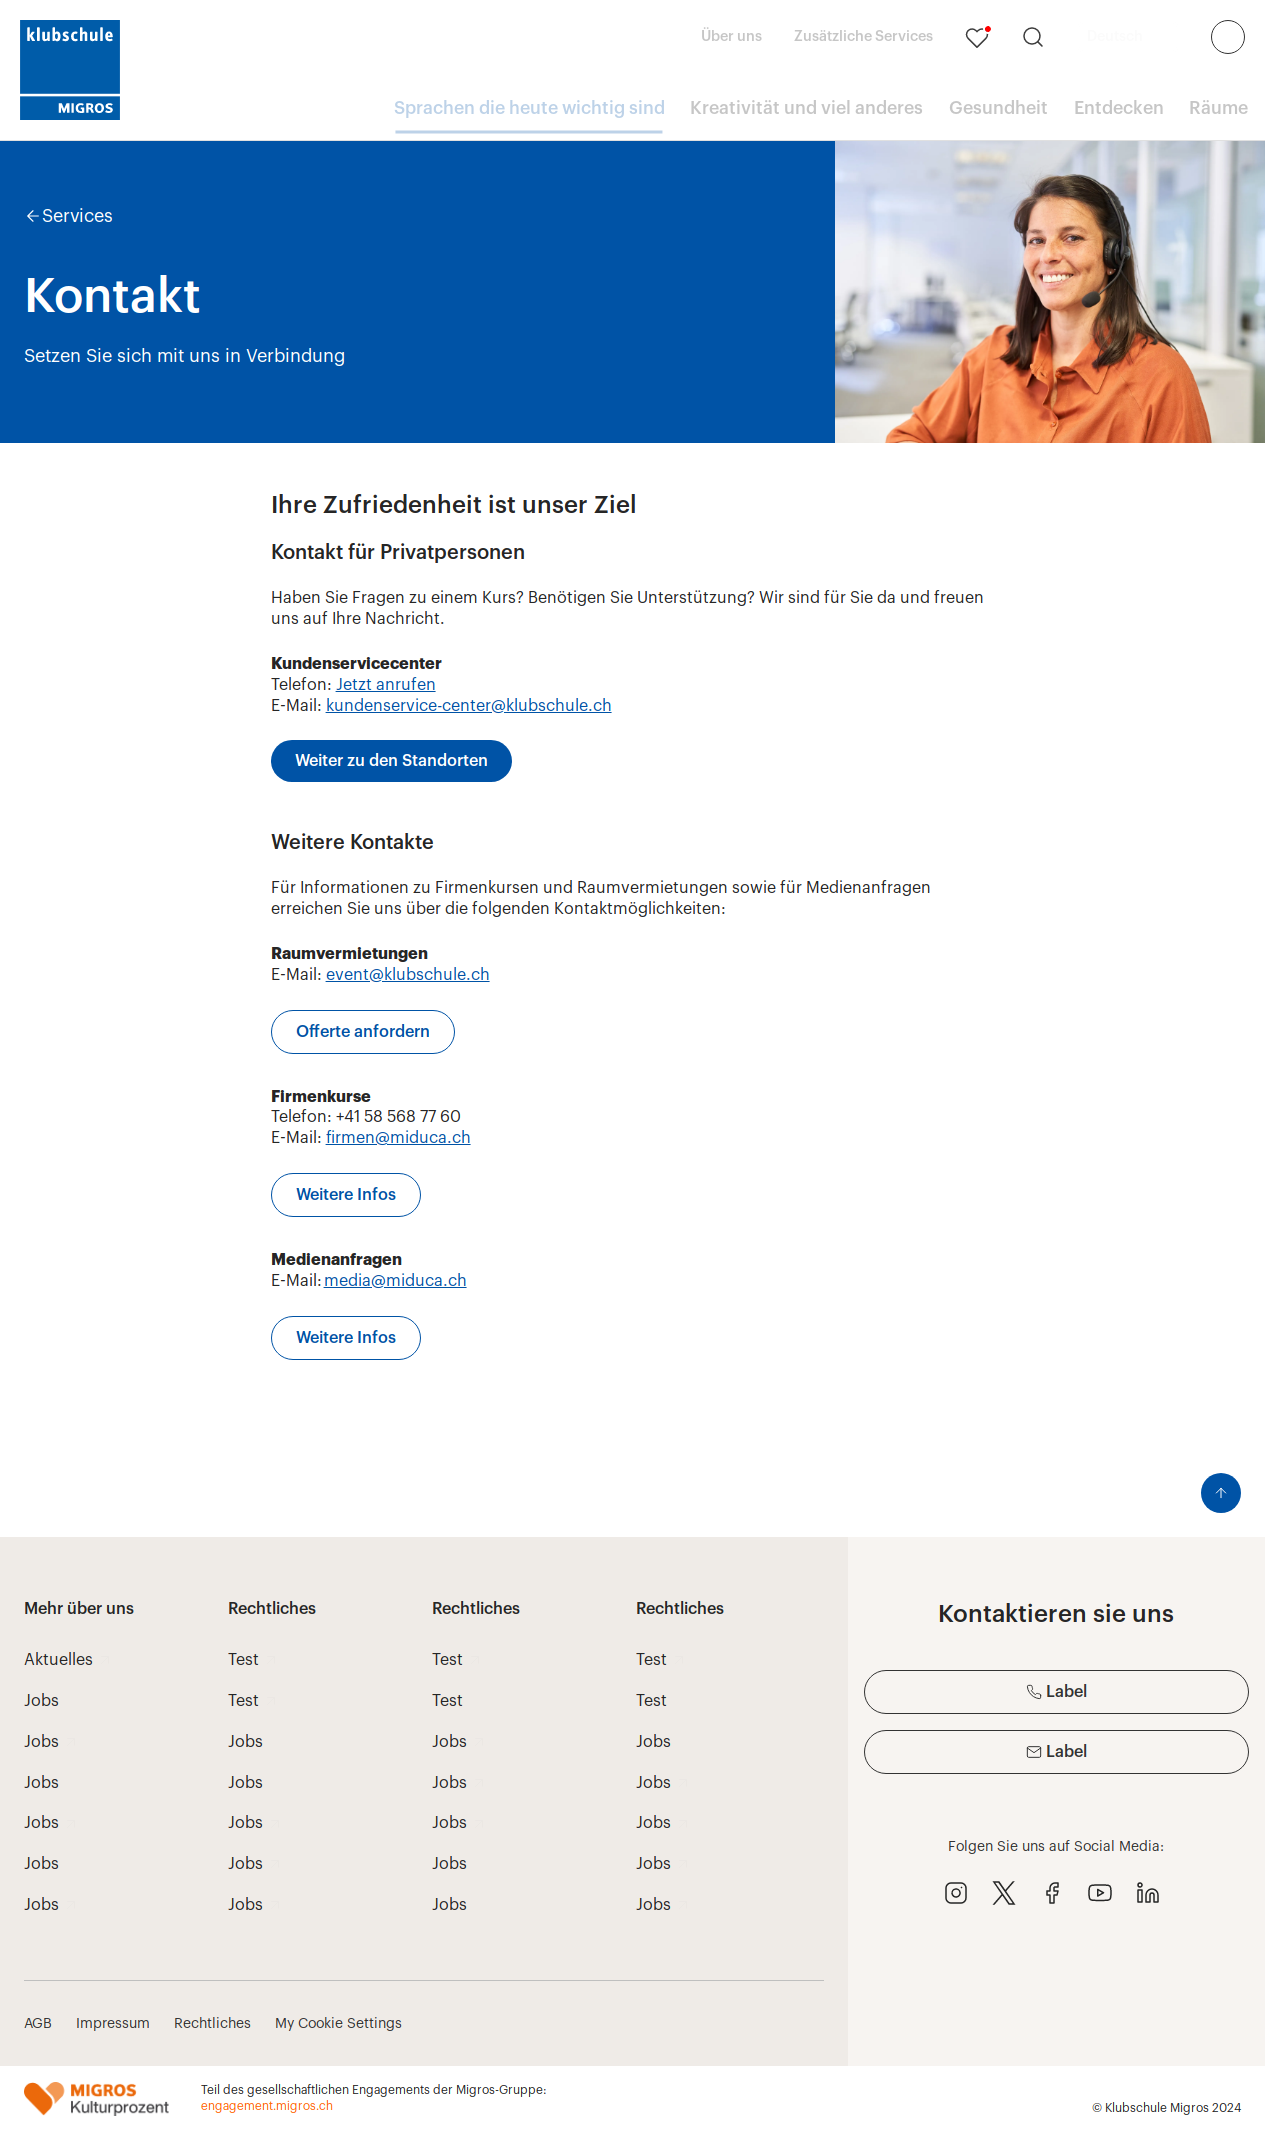 klubschule
MIGROS
Über uns
Zusätzliche Services
Sprachen die heute wichtig sind
Kreativität und viel anderes
Gesundheit
Entdecken
Räume
Services
Kontakt
Setzen Sie sich mit uns in Verbindung
Ihre Zufriedenheit ist unser Ziel
Kontakt für Privatpersonen
Haben Sie Fragen zu einem Kurs? Benötigen Sie Unterstützung? Wir sind für Sie da und freuen
uns auf Ihre Nachricht.
Kundenservicecenter
Telefon: Jetzt anrufen
E-Mail: kundenservice-center@klubschule.ch
Weiter zu den Standorten
Weitere Kontakte
Für Informationen zu Firmenkursen und Raumvermietungen sowie für Medienanfragen
erreichen Sie uns über die folgenden Kontaktmöglichkeiten:
Raumvermietungen
E-Mail: event@klubschule.ch
Offerte anfordern
Firmenkurse
Telefon: +41 58 568 77 60
E-Mail: firmen@miduca.ch
Weitere Infos
Medienanfragen
E-Mail: media@miduca.ch
Weitere Infos
Mehr über uns
Aktuelles
Jobs
Jobs
Jobs
Jobs
Jobs
Jobs
Rechtliches
Test
Test
Jobs
Jobs
Jobs
Jobs
Jobs
Rechtliches
Test
Test
Jobs
Jobs
Jobs
Jobs
Jobs
Rechtliches
Test
Test
Jobs
Jobs
Jobs
Jobs
Jobs
Kontaktieren sie uns
Label
Label
Folgen Sie uns auf Social Media:
AGB
Impressum
Rechtliches
My Cookie Settings
MIGROS
Kulturprozent
Teil des gesellschaftlichen Engagements der Migros-Gruppe:
engagement.migros.ch
© Klubschule Migros 2024